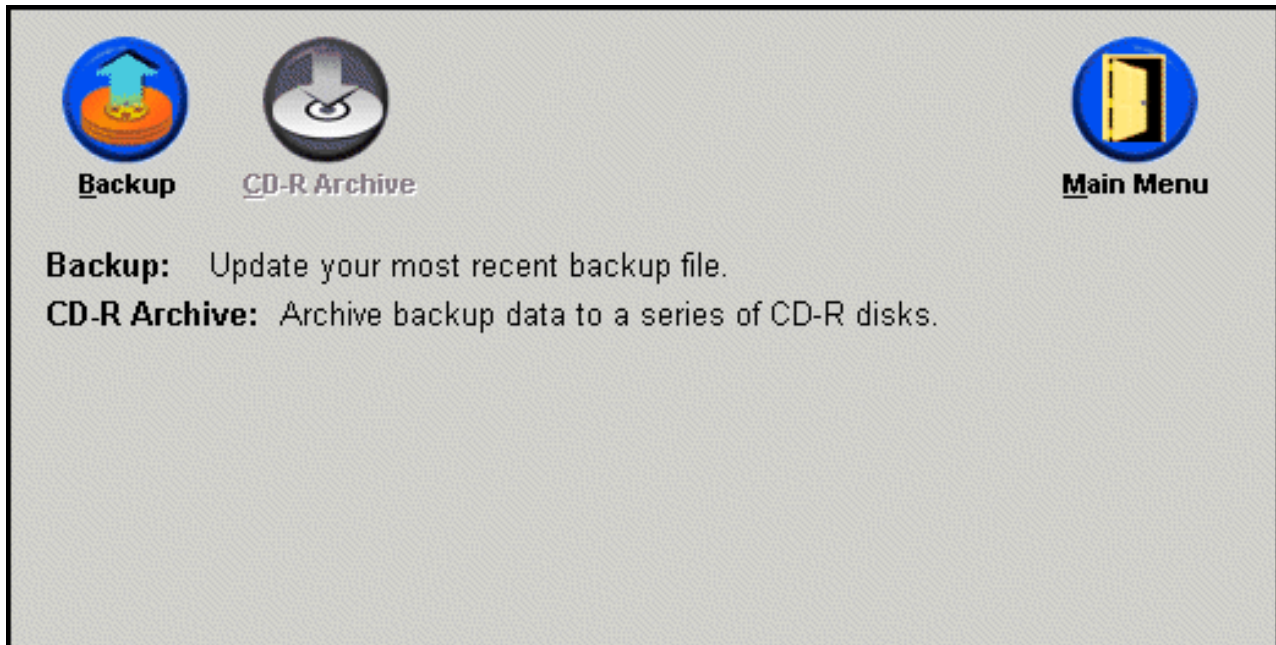 Backup
CD-R Archive
Main Menu
Backup: Update your most recent backup file.
CD-R Archive: Archive backup data to a series of CD-R disks.